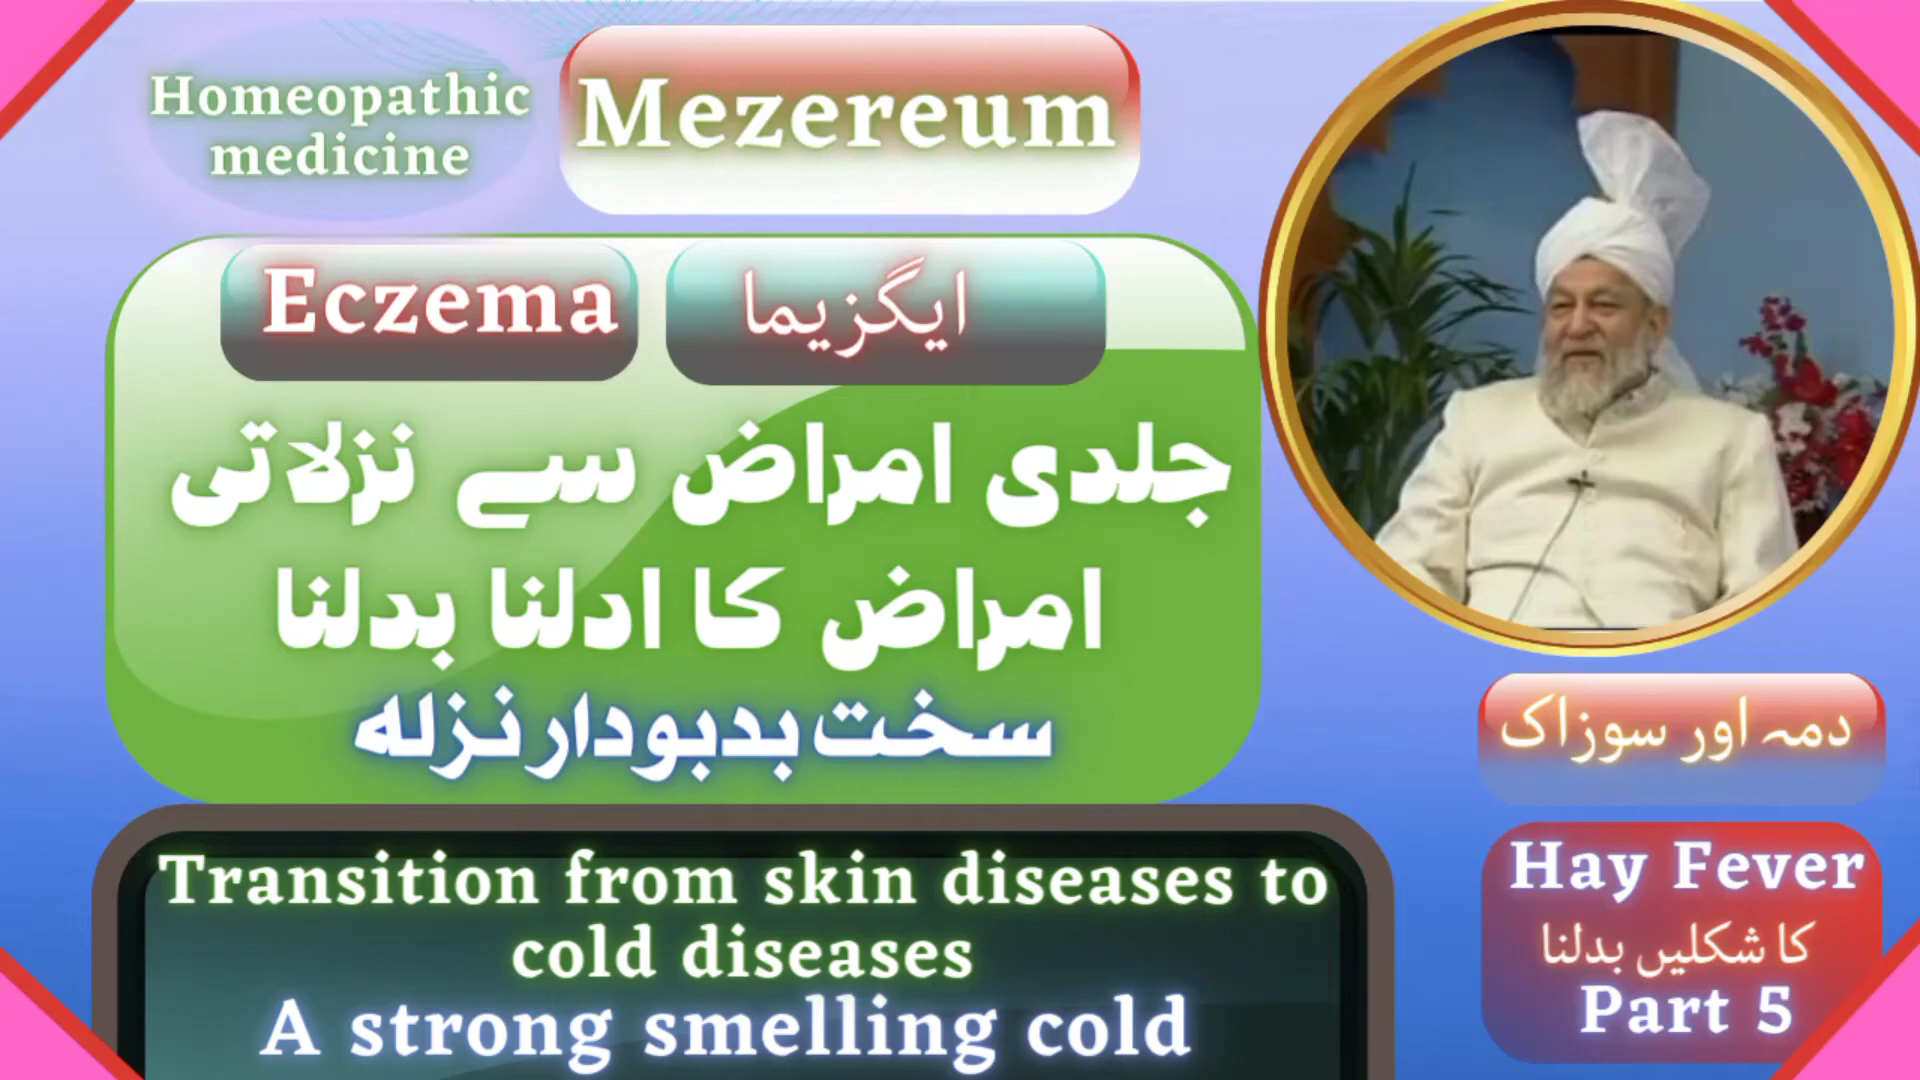 Homeopathic
medicine
Mezereum
Eczema
ایگزیما
جلدی امراض سے نزلاتی
امراض کا ادلنا بدلنا
سخت بدبودار نزلہ
Transition from skin diseases to
cold diseases
A strong smelling cold
دمہ اور سوزاک
Hay Fever
کا شکلیں بدلنا
Part 5